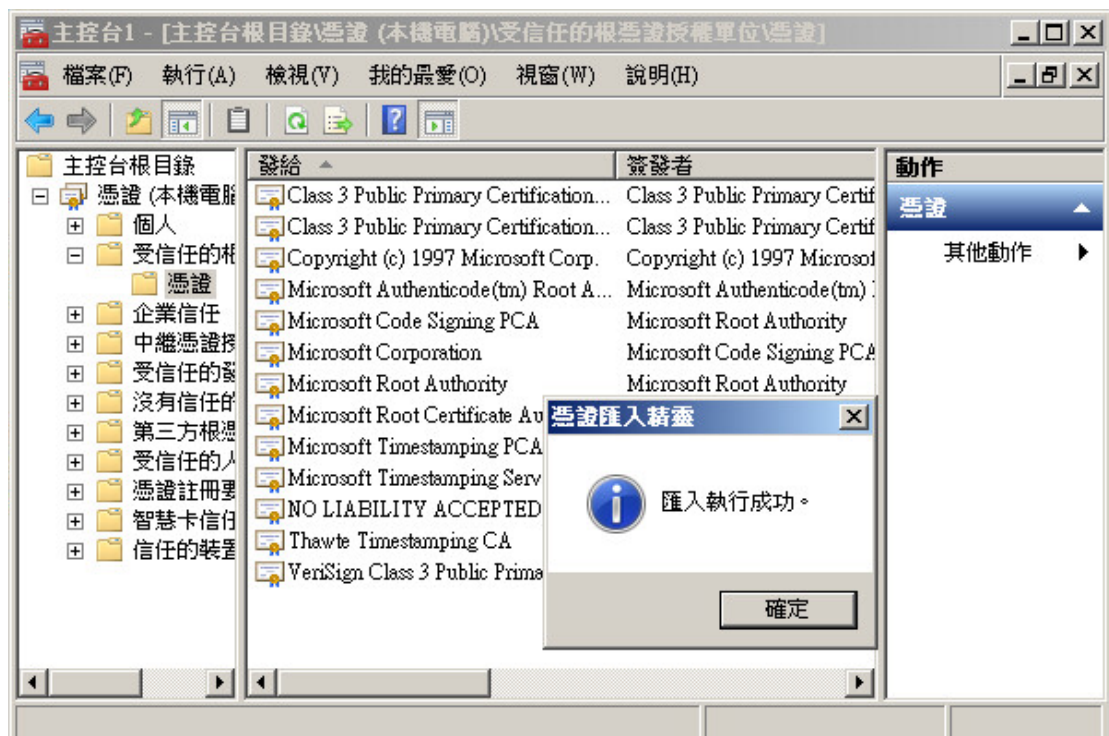 主控台1 - [主控台根目錄\憑證 (本機電腦)\受信任的根憑證授權單位\憑證]
檔案(F) 執行(A) 檢視(V) 我的最愛(O) 視窗(W) 說明(H)
主控台根目錄
憑證 (本機電腦
個人
受信任的根
憑證
企業信任
中繼憑證授
受信任的發
沒有信任的
第三方根憑
受信任的人
憑證註冊要
智慧卡信任
信任的裝置
發給 簽發者
Class 3 Public Primary Certification... Class 3 Public Primary Certif
Class 3 Public Primary Certification... Class 3 Public Primary Certif
Copyright (c) 1997 Microsoft Corp. Copyright (c) 1997 Microsof
Microsoft Authenticode(tm) Root A... Microsoft Authenticode(tm)
Microsoft Code Signing PCA Microsoft Root Authority
Microsoft Corporation Microsoft Code Signing PCA
Microsoft Root Authority Microsoft Root Authority
Microsoft Root Certificate Au
Microsoft Timestamping PCA
Microsoft Timestamping Serv
NO LIABILITY ACCEPTED
Thawte Timestamping CA
VeriSign Class 3 Public Prima
憑證匯入精靈
匯入執行成功。
確定
動作
憑證
其他動作